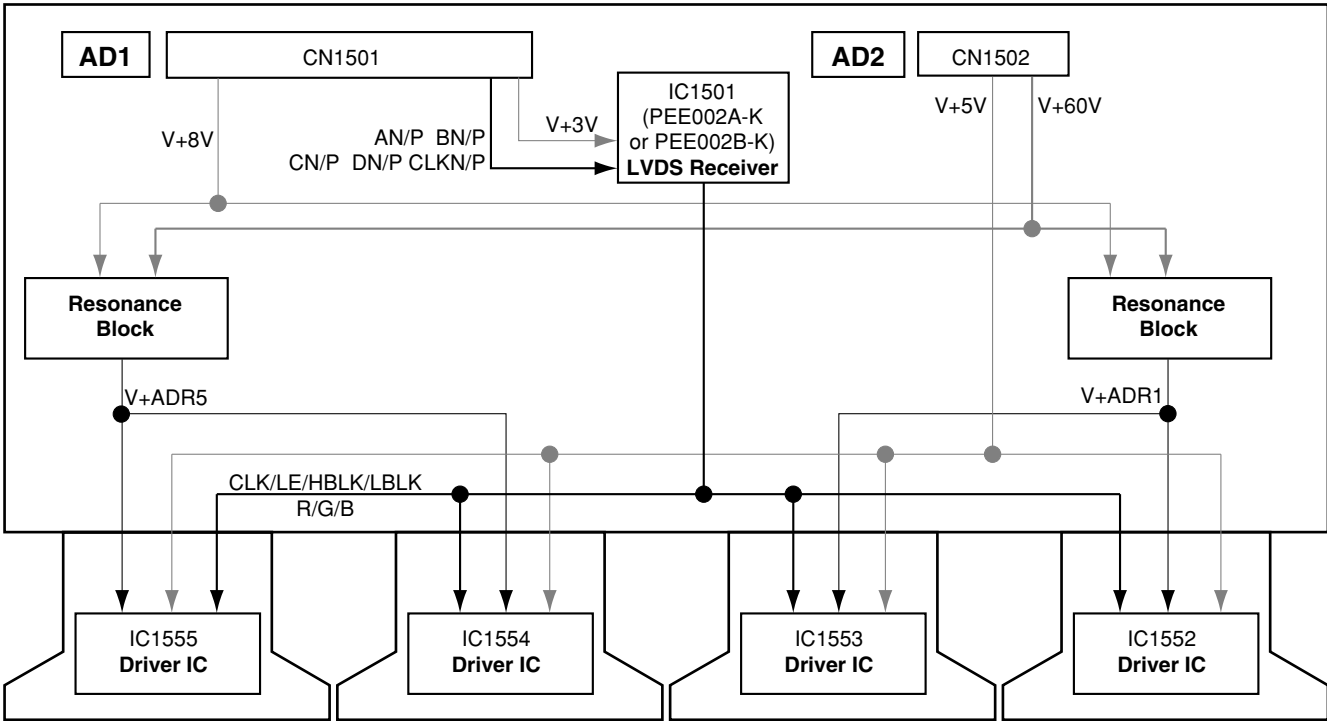 AD1
CN1501
AD2
CN1502
IC1501
(PEE002A-K
or PEE002B-K)
LVDS Receiver
V+8V
AN/P BN/P
CN/P DN/P CLKN/P
V+3V
V+5V
V+60V
Resonance
Block
Resonance
Block
V+ADR5
V+ADR1
CLK/LE/HBLK/LBLK
R/G/B
IC1555
Driver IC
IC1554
Driver IC
IC1553
Driver IC
IC1552
Driver IC